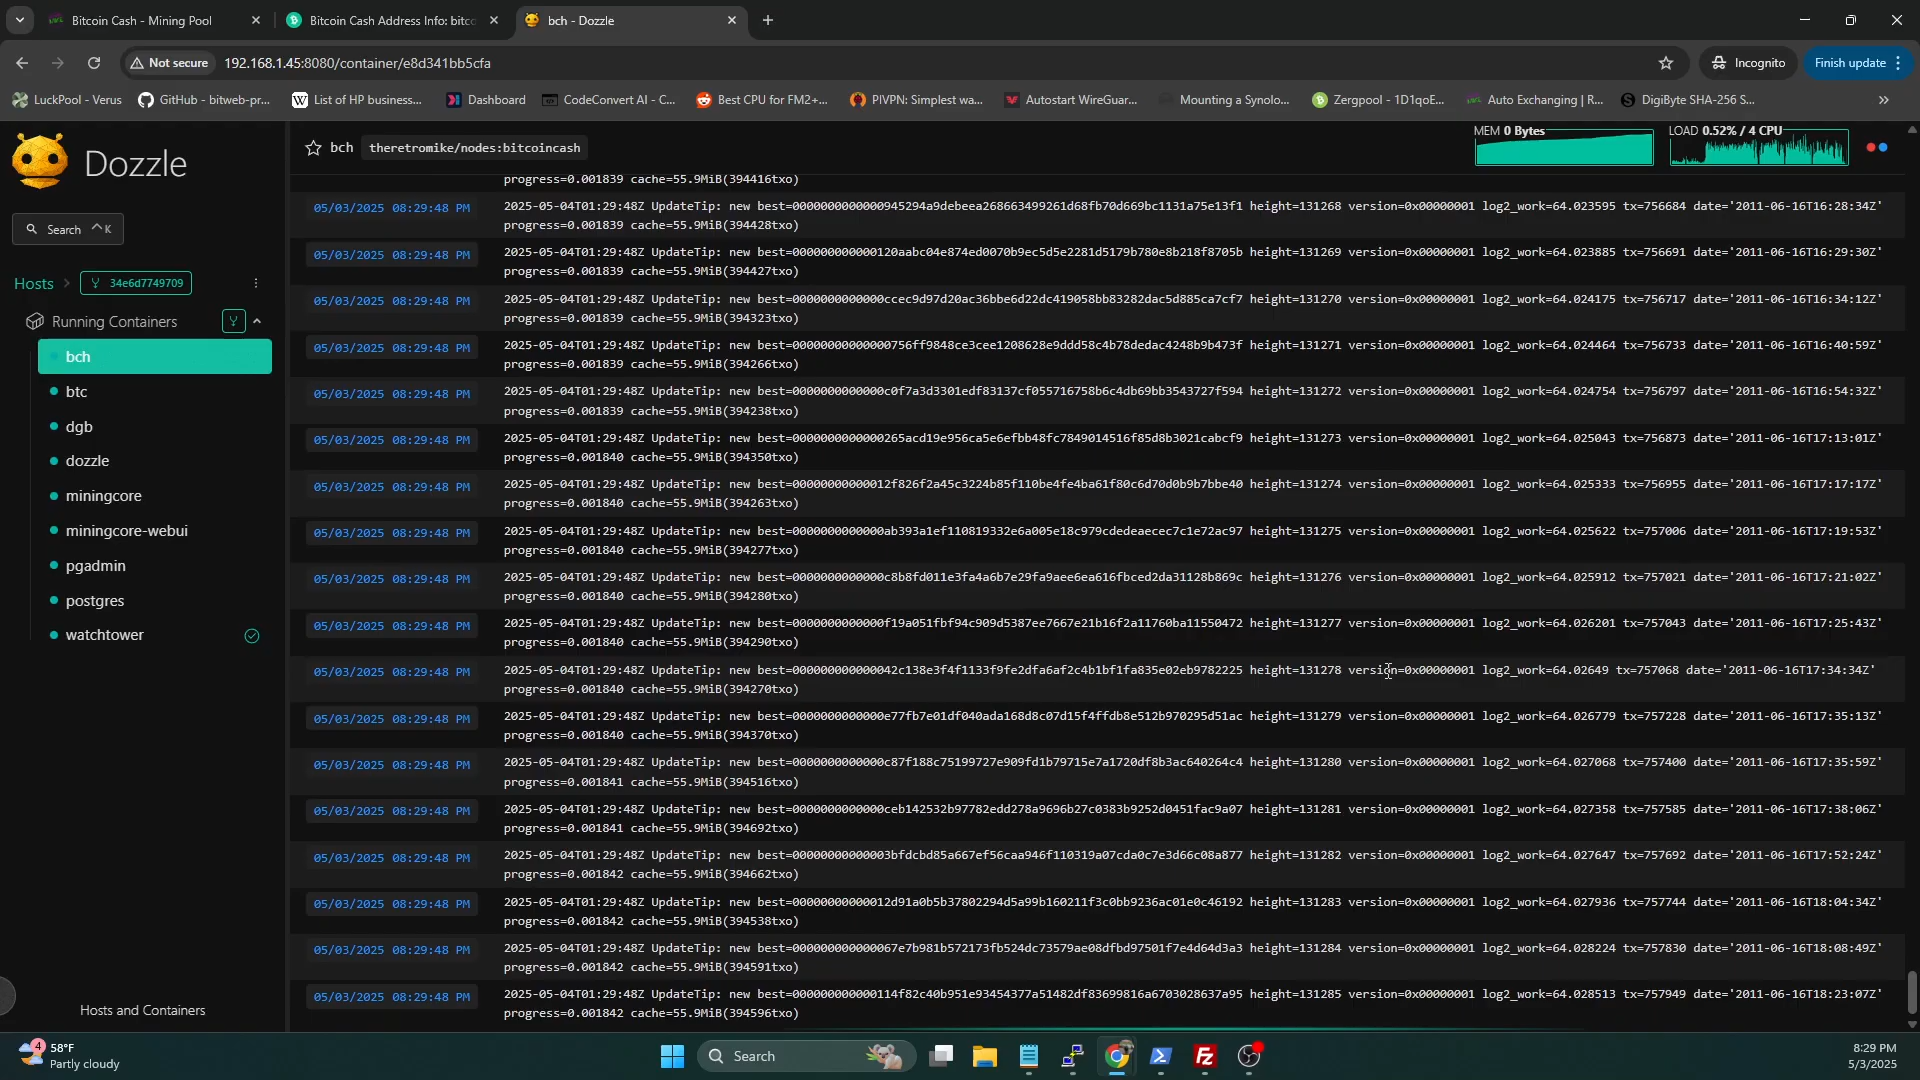 Bitcoin Cash - Mining Pool
Bitcoin Cash Address Info: bitco
bch - Dozzle
Not secure
192.168.1.45:8080/container/e8d341bb5cfa
Incognito
Finish update
LuckPool - Verus
GitHub - bitweb-pr...
List of HP business...
Dashboard
CodeConvert AI - C...
Best CPU for FM2+...
PIVPN: Simplest wa...
Autostart WireGuar...
Mounting a Synolo...
Zergpool - 1D1qoE...
Auto Exchanging | R...
DigiByte SHA-256 S...
Dozzle
Search ^K
Hosts
34e6d7749709
Running Containers
bch
btc
dgb
dozzle
miningcore
miningcore-webui
pgadmin
postgres
watchtower
Hosts and Containers
bch theretromike/nodes:bitcoincash
MEM 0 Bytes
LOAD 0.52% / 4 CPU
progress=0.001839 cache=55.9MiB(394416txo)
05/03/2025 08:29:48 PM 2025-05-04T01:29:48Z UpdateTip: new best=0000000000000945294a9debeea268663499261d68fb70d669bc1131a75e13f1 height=131268 version=0x00000001 log2_work=64.023595 tx=756684 date='2011-06-16T16:28:34Z'
progress=0.001839 cache=55.9MiB(394428txo)
05/03/2025 08:29:48 PM 2025-05-04T01:29:48Z UpdateTip: new best=000000000000120aabc04e874ed0070b9ec5d5e2281d5179b780e8b218f8705b height=131269 version=0x00000001 log2_work=64.023885 tx=756691 date='2011-06-16T16:29:30Z'
progress=0.001839 cache=55.9MiB(394427txo)
05/03/2025 08:29:48 PM 2025-05-04T01:29:48Z UpdateTip: new best=0000000000000ccec9d97d20ac36bbe6d22dc419058bb83282dac5d885ca7cf7 height=131270 version=0x00000001 log2_work=64.024175 tx=756717 date='2011-06-16T16:34:12Z'
progress=0.001839 cache=55.9MiB(394323txo)
05/03/2025 08:29:48 PM 2025-05-04T01:29:48Z UpdateTip: new best=0000000000000756ff9848ce3cee1208628e9ddd58c4b78dedac4248b9b473f height=131271 version=0x00000001 log2_work=64.024464 tx=756733 date='2011-06-16T16:40:59Z'
progress=0.001839 cache=55.9MiB(394266txo)
05/03/2025 08:29:48 PM 2025-05-04T01:29:48Z UpdateTip: new best=0000000000000c0f7a3d3301edf83137cf055716758b6c4db69bb3543727f594 height=131272 version=0x00000001 log2_work=64.024754 tx=756797 date='2011-06-16T16:54:32Z'
progress=0.001839 cache=55.9MiB(394238txo)
05/03/2025 08:29:48 PM 2025-05-04T01:29:48Z UpdateTip: new best=0000000000000265acd19e956ca5e6efbb48fc7849014516f85d8b3021cabcf9 height=131273 version=0x00000001 log2_work=64.025043 tx=756873 date='2011-06-16T17:13:01Z'
progress=0.001840 cache=55.9MiB(394350txo)
05/03/2025 08:29:48 PM 2025-05-04T01:29:48Z UpdateTip: new best=00000000000012f826f2a45c3224b85f110be4fe4ba61f80c6d70d0b9b7bbe40 height=131274 version=0x00000001 log2_work=64.025333 tx=756955 date='2011-06-16T17:17:17Z'
progress=0.001840 cache=55.9MiB(394263txo)
05/03/2025 08:29:48 PM 2025-05-04T01:29:48Z UpdateTip: new best=0000000000000ab393a1ef110819332e6a005e18c979cdedeaecec7c1e72ac97 height=131275 version=0x00000001 log2_work=64.025622 tx=757006 date='2011-06-16T17:19:53Z'
progress=0.001840 cache=55.9MiB(394277txo)
05/03/2025 08:29:48 PM 2025-05-04T01:29:48Z UpdateTip: new best=0000000000000c8b8fd011e3fa4a6b7e29fa9aee6ea616fbced2da31128b869c height=131276 version=0x00000001 log2_work=64.025912 tx=757021 date='2011-06-16T17:21:02Z'
progress=0.001840 cache=55.9MiB(394280txo)
05/03/2025 08:29:48 PM 2025-05-04T01:29:48Z UpdateTip: new best=0000000000000f19a051fbf94c909d5387ee7667e21b16f2a11760ba11550472 height=131277 version=0x00000001 log2_work=64.026201 tx=757043 date='2011-06-16T17:25:43Z'
progress=0.001840 cache=55.9MiB(394290txo)
05/03/2025 08:29:48 PM 2025-05-04T01:29:48Z UpdateTip: new best=000000000000042c138e3f4f1133f9fe2dfa6af2c4b1bf1fa835e02eb9782225 height=131278 version=0x00000001 log2_work=64.02649 tx=757068 date='2011-06-16T17:34:34Z'
progress=0.001840 cache=55.9MiB(394270txo)
05/03/2025 08:29:48 PM 2025-05-04T01:29:48Z UpdateTip: new best=0000000000000e77fb7e01df040ada168d8c07d15f4ffdb8e512b970295d51ac height=131279 version=0x00000001 log2_work=64.026779 tx=757228 date='2011-06-16T17:35:13Z'
progress=0.001840 cache=55.9MiB(394370txo)
05/03/2025 08:29:48 PM 2025-05-04T01:29:48Z UpdateTip: new best=0000000000000c87f188c75199727e909fd1b79715e7a1720df8b3ac640264c4 height=131280 version=0x00000001 log2_work=64.027068 tx=757400 date='2011-06-16T17:35:59Z'
progress=0.001841 cache=55.9MiB(394516txo)
05/03/2025 08:29:48 PM 2025-05-04T01:29:48Z UpdateTip: new best=0000000000000ceb142532b97782edd278a9696b27c0383b9252d0451fac9a07 height=131281 version=0x00000001 log2_work=64.027358 tx=757585 date='2011-06-16T17:38:06Z'
progress=0.001841 cache=55.9MiB(394692txo)
05/03/2025 08:29:48 PM 2025-05-04T01:29:48Z UpdateTip: new best=0000000000003bfdcbd85a667ef56caa946f110319a07cda0c7e3d66c08a877 height=131282 version=0x00000001 log2_work=64.027647 tx=757692 date='2011-06-16T17:52:24Z'
progress=0.001842 cache=55.9MiB(394662txo)
05/03/2025 08:29:48 PM 2025-05-04T01:29:48Z UpdateTip: new best=00000000000012d91a0b5b37802294d5a99b160211f3c0bb9236ac01e0c46192 height=131283 version=0x00000001 log2_work=64.027936 tx=757744 date='2011-06-16T18:04:34Z'
progress=0.001842 cache=55.9MiB(394538txo)
05/03/2025 08:29:48 PM 2025-05-04T01:29:48Z UpdateTip: new best=000000000000067e7b981b572173fb524dc73579ae08dfbd97501f7e4d64d3a3 height=131284 version=0x00000001 log2_work=64.028224 tx=757830 date='2011-06-16T18:08:49Z'
progress=0.001842 cache=55.9MiB(394591txo)
05/03/2025 08:29:48 PM 2025-05-04T01:29:48Z UpdateTip: new best=000000000000114f82c40b951e93454377a51482df83699816a6703028637a95 height=131285 version=0x00000001 log2_work=64.028513 tx=757949 date='2011-06-16T18:23:07Z'
progress=0.001842 cache=55.9MiB(394596txo)
4
58°F
Partly cloudy
Search
8:29 PM
5/3/2025